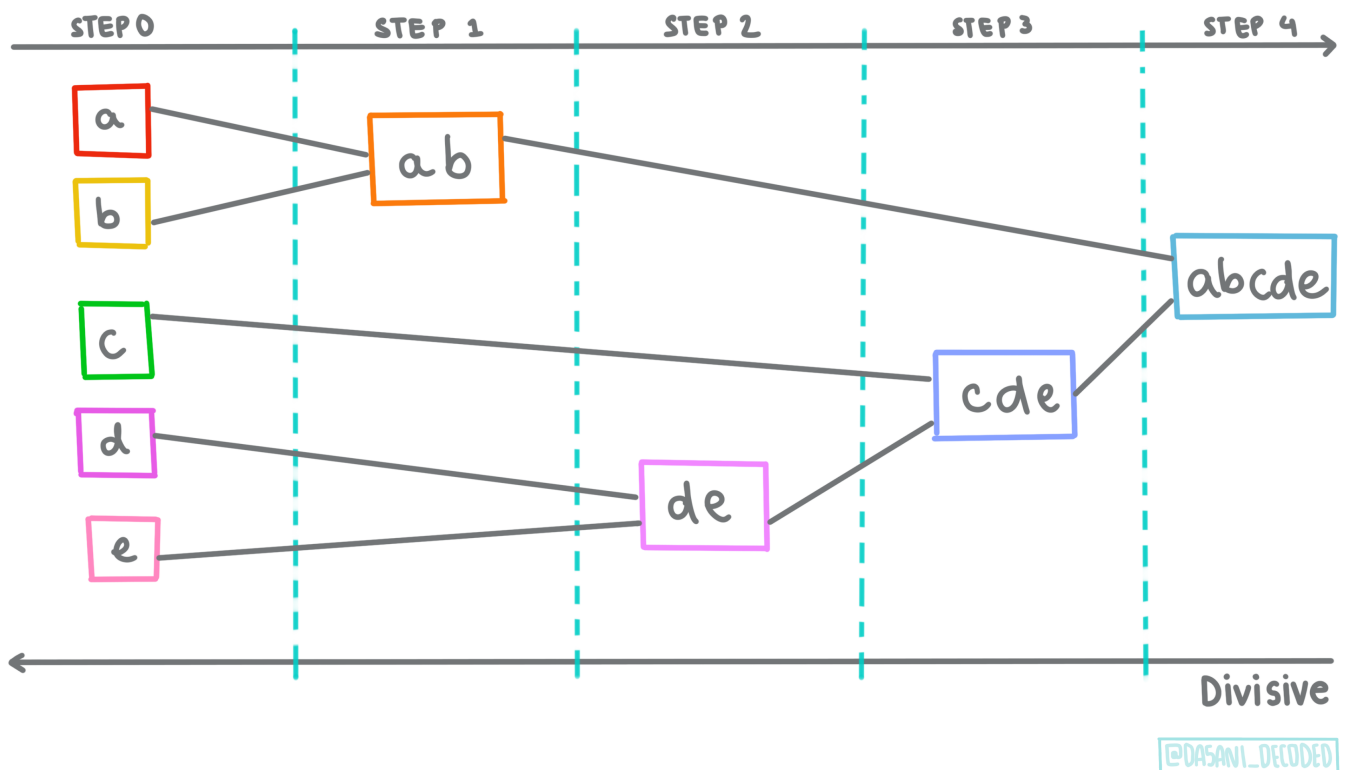 STEP 0 STEP 1 STEP 2 STEP 3 STEP 4
a
ab
b
abcde
c
cde
d
de
e
Divisive
@DASANI_DECODED